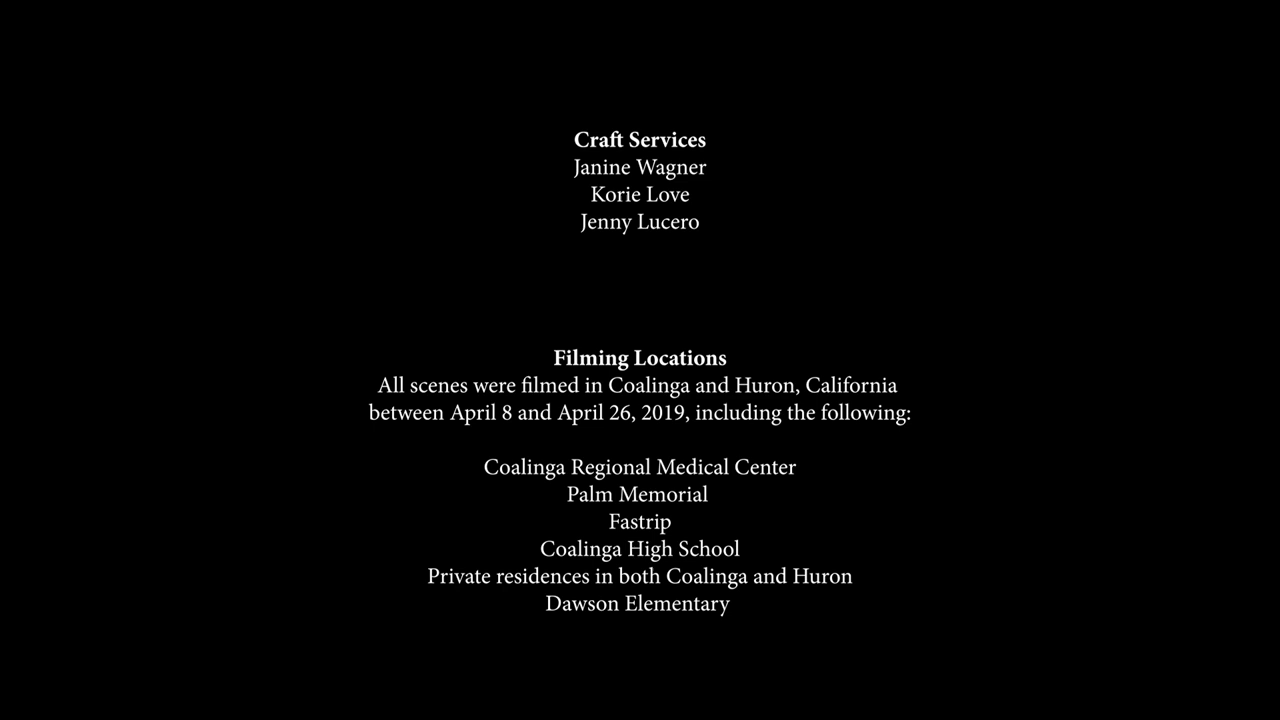 Craft Services
Janine Wagner
Korie Love
Jenny Lucero
Filming Locations
All scenes were filmed in Coalinga and Huron, California
between April 8 and April 26, 2019, including the following:
Coalinga Regional Medical Center
Palm Memorial
Fastrip
Coalinga High School
Private residences in both Coalinga and Huron
Dawson Elementary